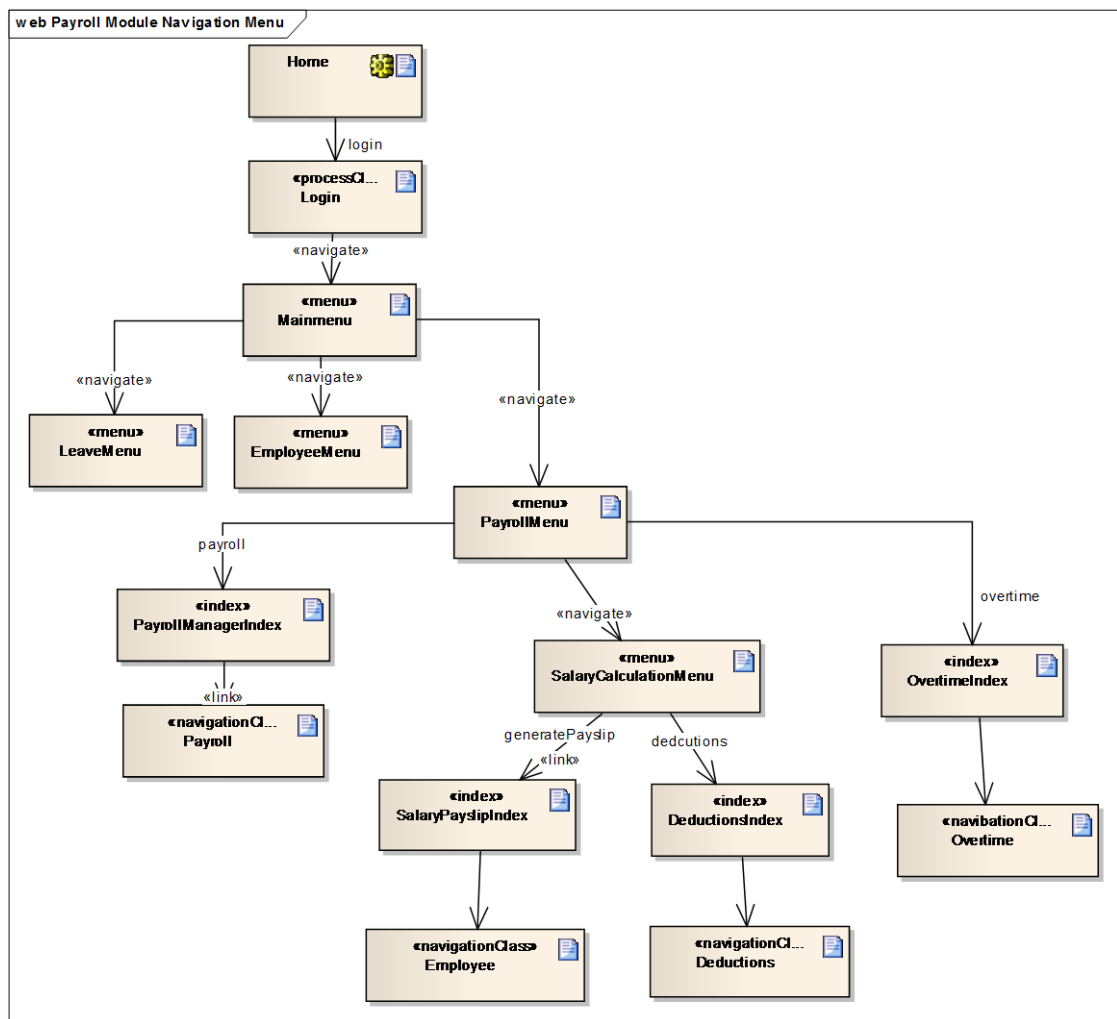 web Payroll Module Navigation Menu
Home
login
«processCl...
Login
«navigate»
«menu»
Mainmenu
«navigate»
«navigate»
«navigate»
«menu»
LeaveMenu
«menu»
EmployeeMenu
«menu»
PayrollMenu
payroll
«navigate»
overtime
«index»
PayrollManagerIndex
«link»
«navigationCl...
Payroll
«menu»
SalaryCalculationMenu
«index»
OvertimeIndex
generatePayslip
«link»
dedcutions
«index»
SalaryPayslipIndex
«index»
DeductionsIndex
«navibationCl...
Overtime
«navigationClass»
Employee
«navigationCl...
Deductions